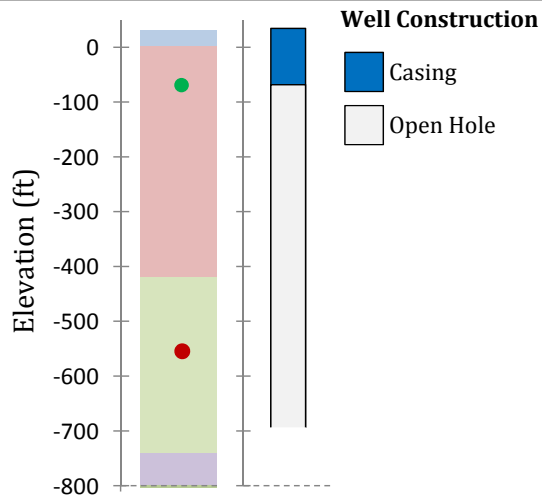 Well Construction
Casing
Open Hole
Elevation (ft)
0
-100
-200
-300
-400
-500
-600
-700
-800